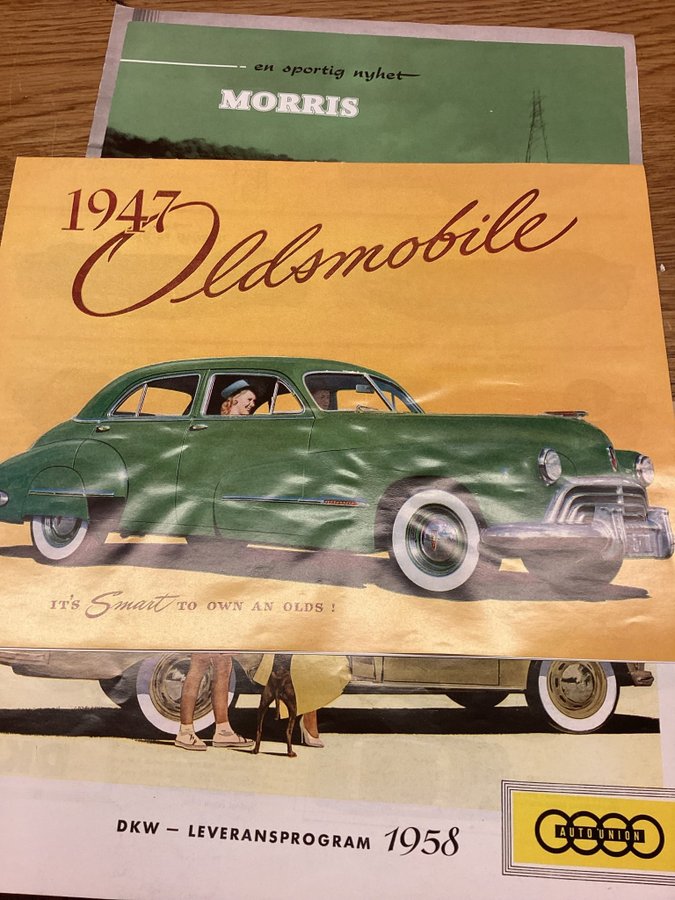 en sportig nyhet
MORRIS
1947
Oldsmobile
IT'S Smart TO OWN AN OLDS !
DKW – LEVERANSPROGRAM 1958
AUTO UNION